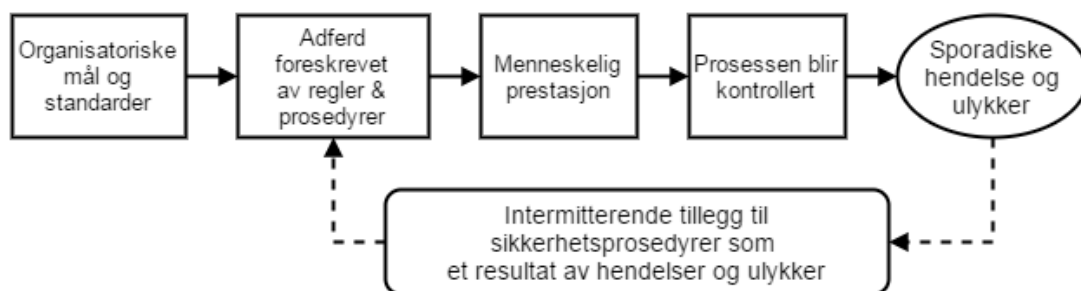 Organisatoriske
mål og
standarder
Adferd
foreskrevet
av regler &
prosedyrer
Menneskelig
prestasjon
Prosessen blir
kontrollert
Sporadiske
hendelse og
ulykker
Intermitterende tillegg til
sikkerhetsprosedyrer som
et resultat av hendelser og ulykker